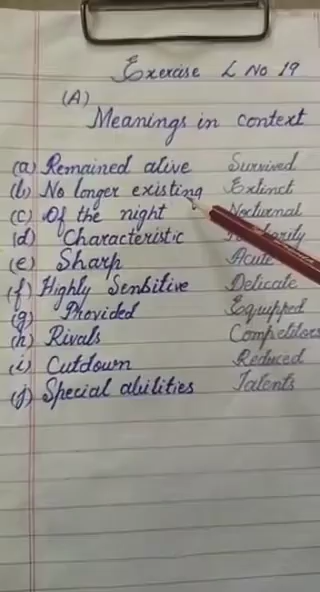 Exercise L No 19
(A)
Meanings in context
(a) Remained alive Survived
(b) No longer existing Extinct
(c) Of the night Nocturnal
(d) Characteristic
(e) Sharp Acute
(f) Highly Sensitive Delicate
(g) Provided Equipped
(h) Rivals Competitors
(i) Cutdown Reduced
(j) Special abilities Talents